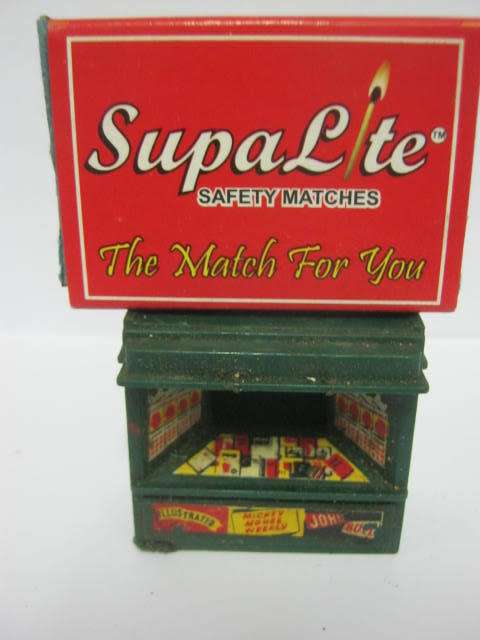 SupaLite™
SAFETY MATCHES
The Match For You
ILLUSTRATED
MICKEY
MOUSE
WEEKLY
JOHN
BULL